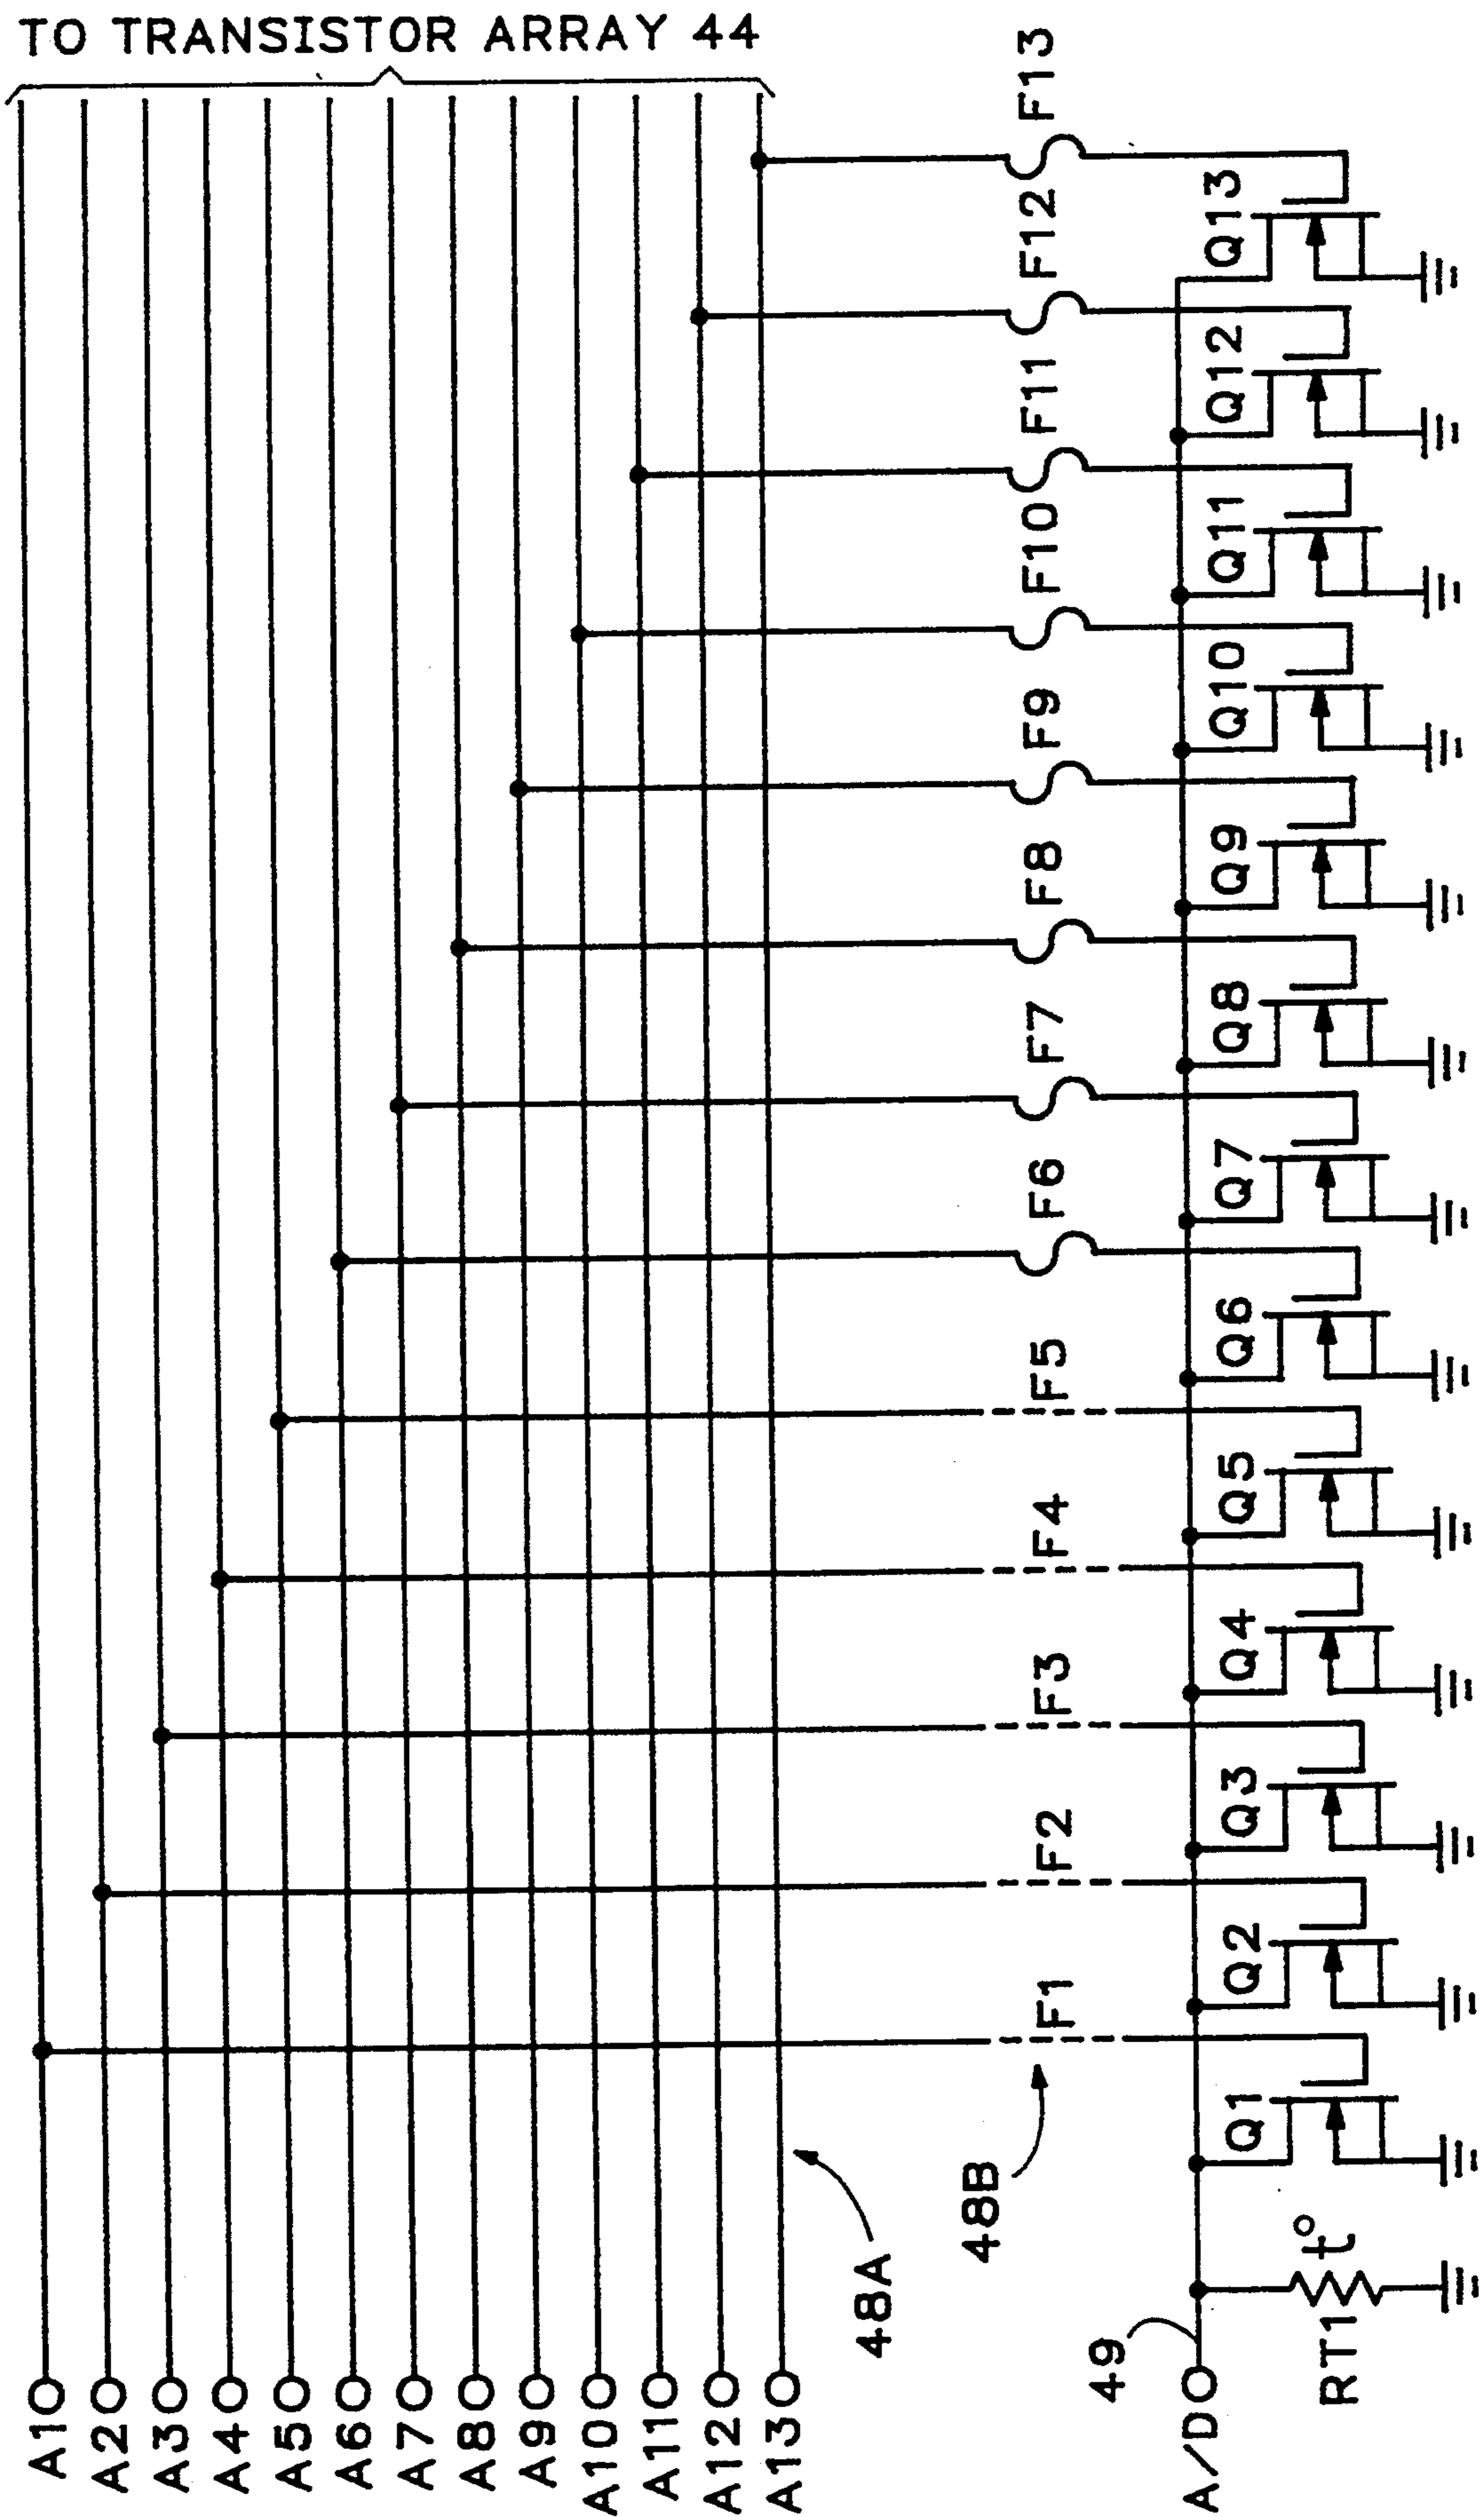 TO TRANSISTOR ARRAY 44
A1
A2
A3
A4
A5
A6
A7
A8
A9
A10
A11
A12
A13
48A
48B
F1
F2
F3
F4
F5
F6
F7
F8
F9
F10
F11
F12
F13
49
A/D
RT1
t°
Q1
Q2
Q3
Q4
Q5
Q6
Q7
Q8
Q9
Q10
Q11
Q12
Q13